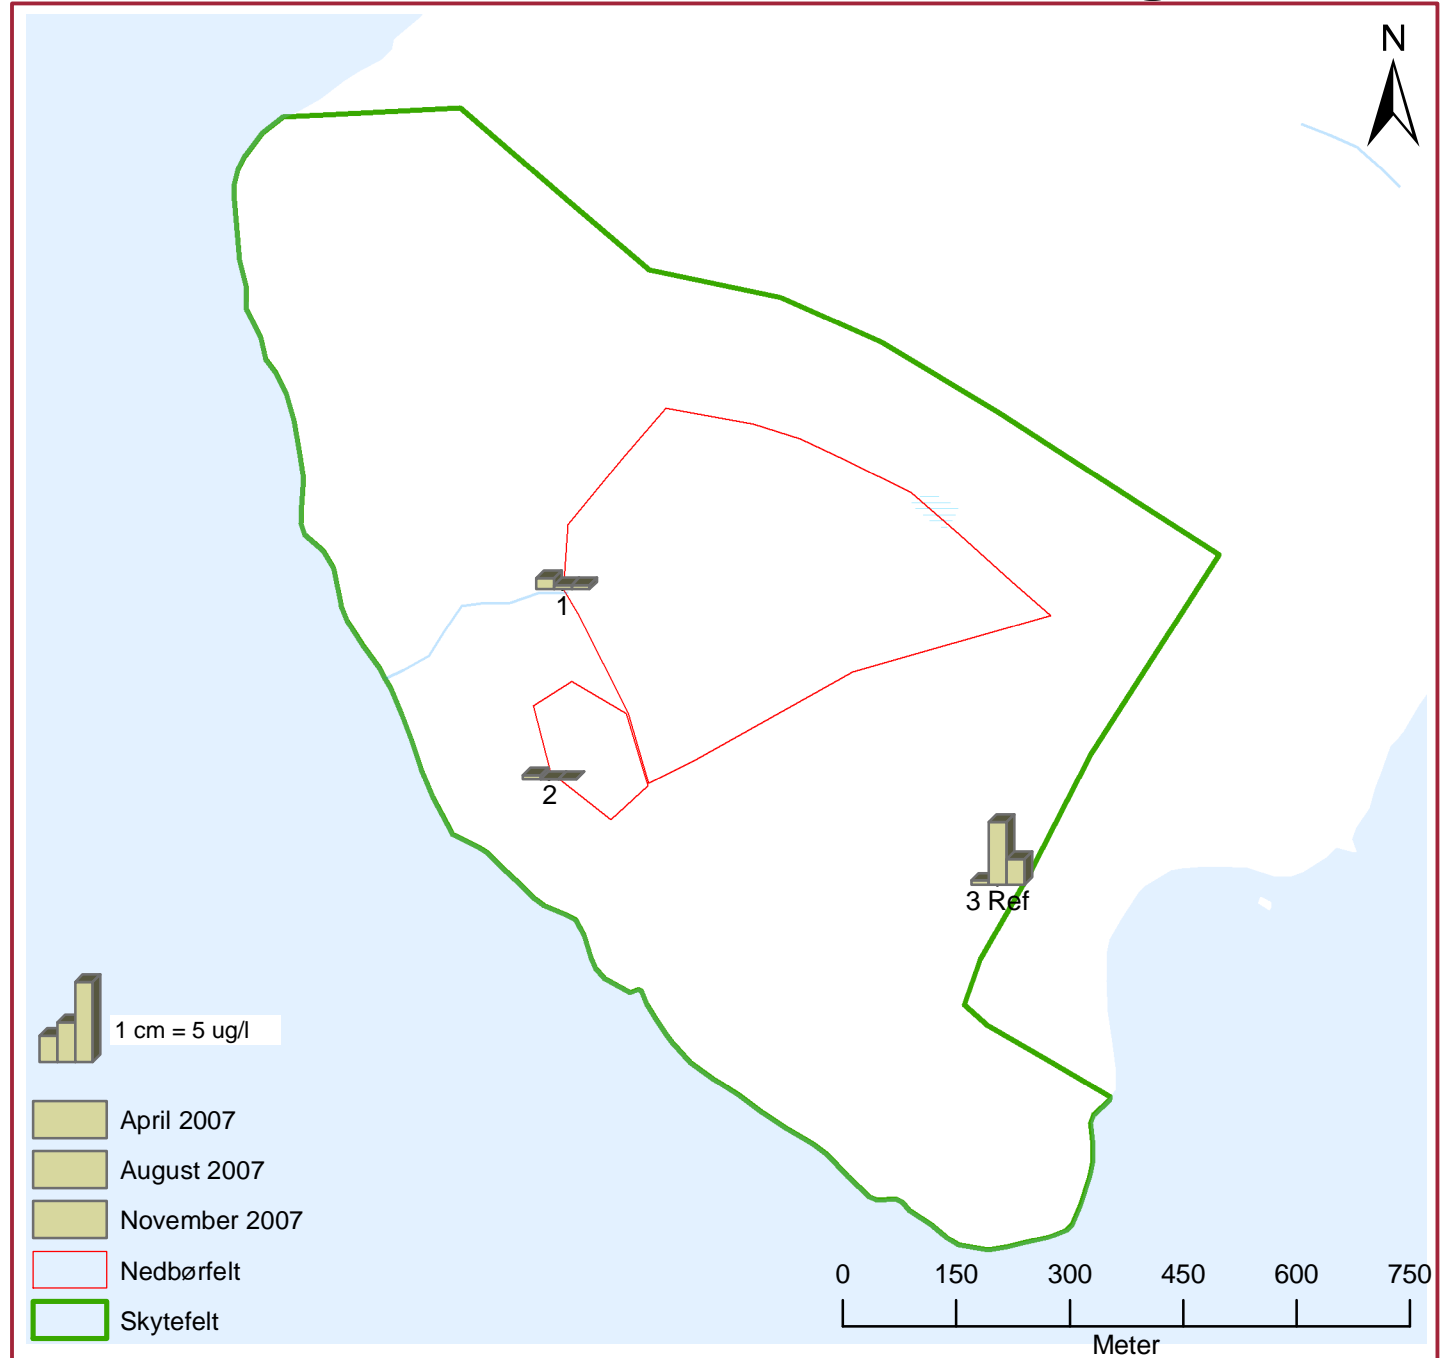 N
1
2
3 Ref
1 cm = 5 ug/l
April 2007
August 2007
November 2007
Nedbørfelt
Skytefelt
0 150 300 450 600 750
Meter